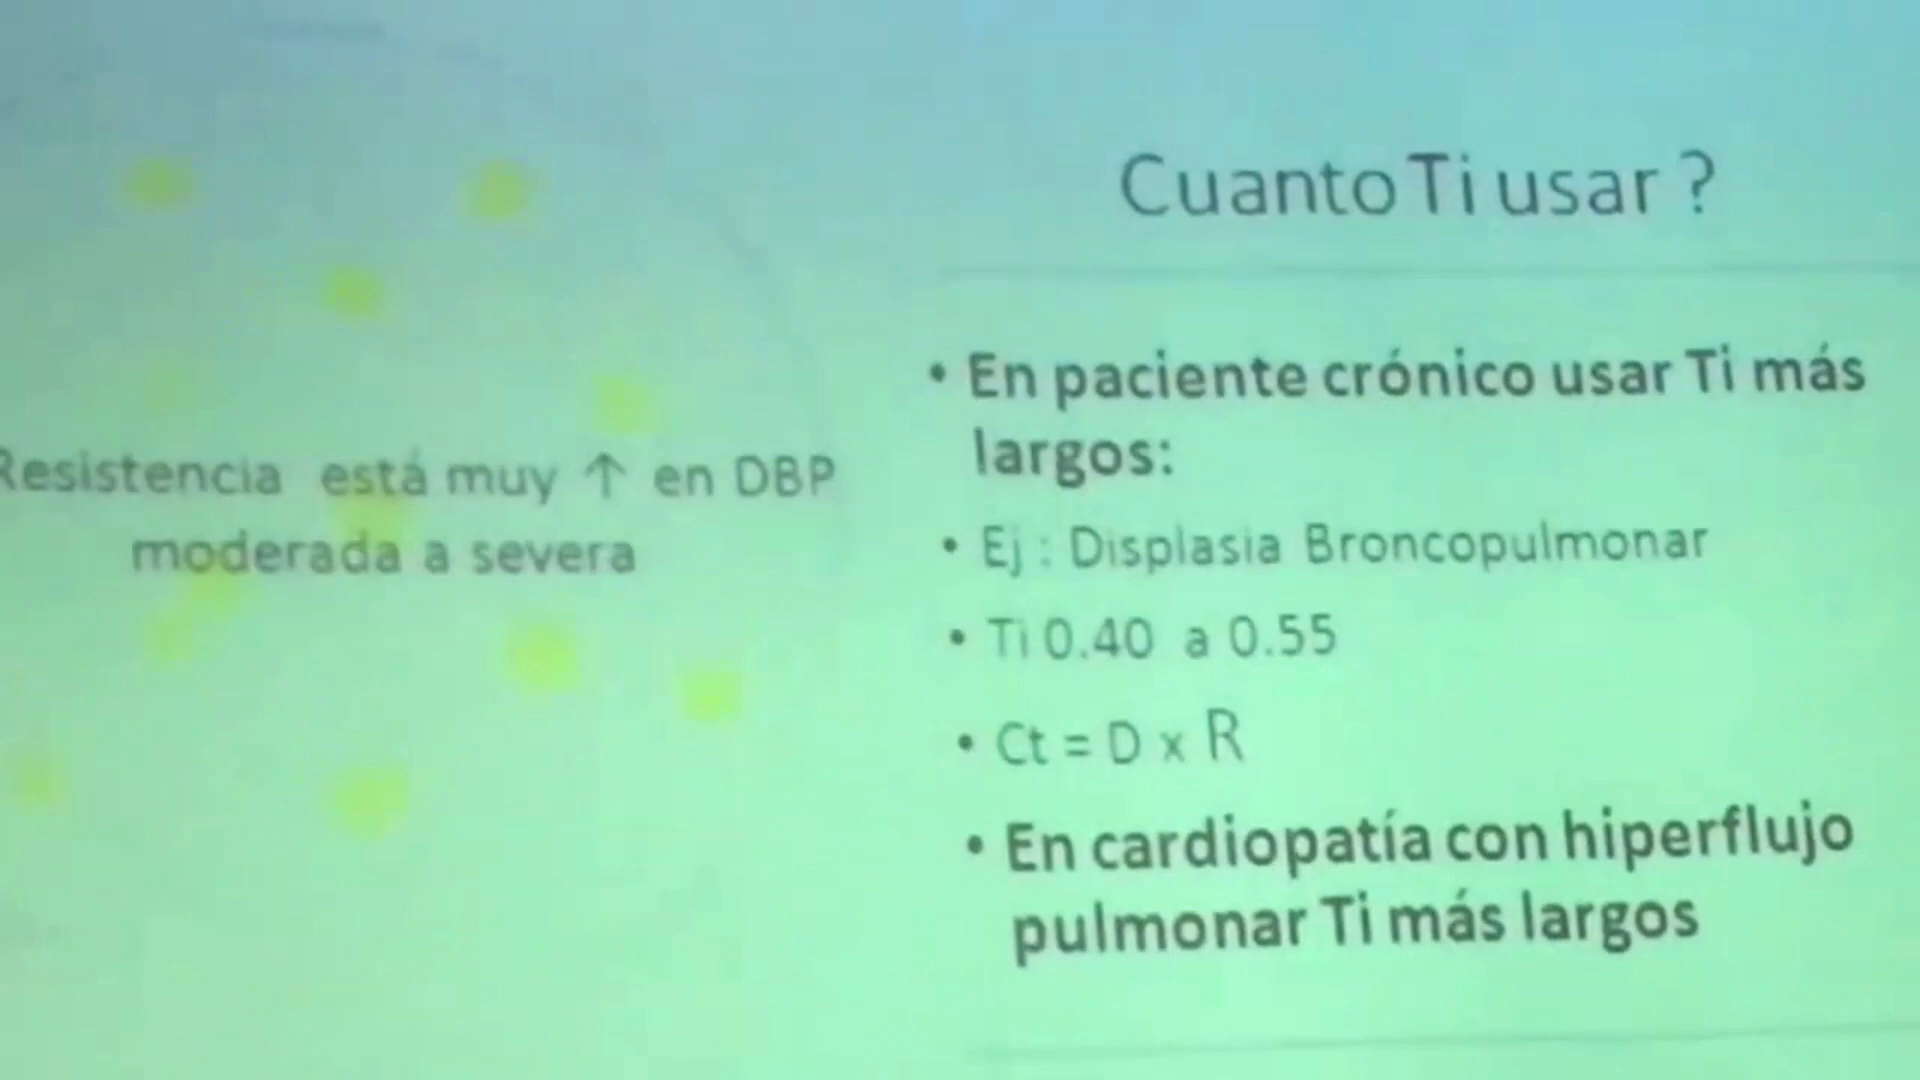 Cuanto Ti usar ?
Resistencia está muy ↑ en DBP
moderada a severa
• En paciente crónico usar Ti más
largos:
• Ej : Displasia Broncopulmonar
• Ti 0.40 a 0.55
• Ct = D x R
• En cardiopatía con hiperflujo
pulmonar Ti más largos